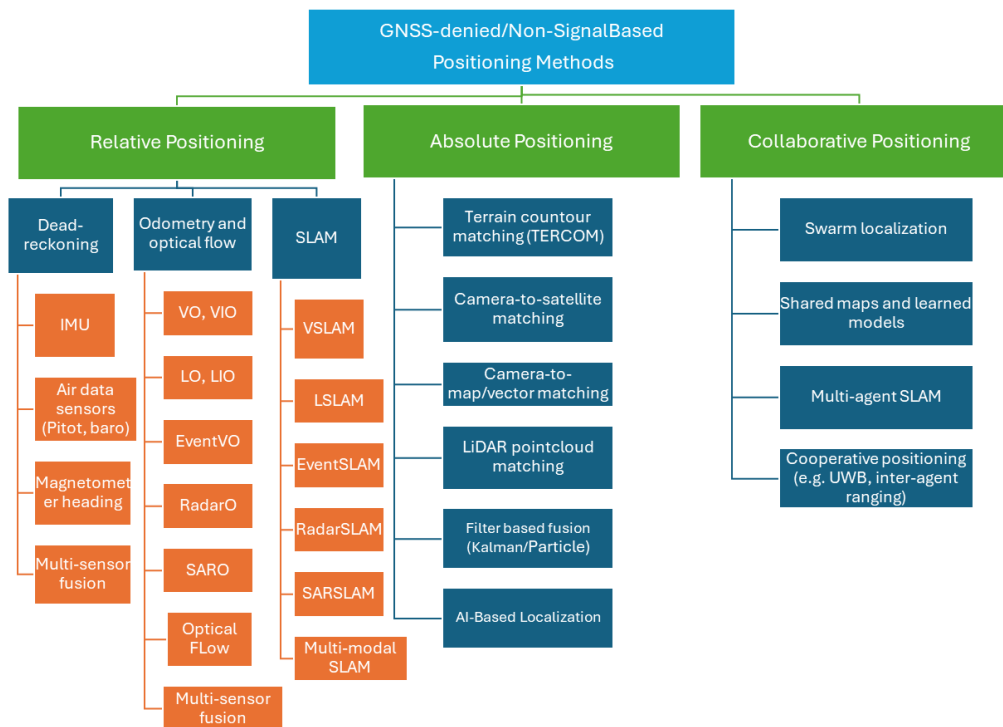 GNSS-denied/Non-SignalBased
Positioning Methods
Relative Positioning
Absolute Positioning
Collaborative Positioning
Dead-
reckoning
IMU
Air data
sensors
(Pitot, baro)
Magnetomet
er heading
Multi-sensor
fusion
Odometry and
optical flow
VO, VIO
LO, LIO
EventVO
RadarO
SARO
Optical
FLow
Multi-sensor
fusion
SLAM
VSLAM
LSLAM
EventSLAM
RadarSLAM
SARSLAM
Multi-modal
SLAM
Terrain countour
matching (TERCOM)
Camera-to-satellite
matching
Camera-to-
map/vector matching
LiDAR pointcloud
matching
Filter based fusion
(Kalman/Particle)
AI-Based Localization
Swarm localization
Shared maps and learned
models
Multi-agent SLAM
Cooperative positioning
(e.g. UWB, inter-agent
ranging)